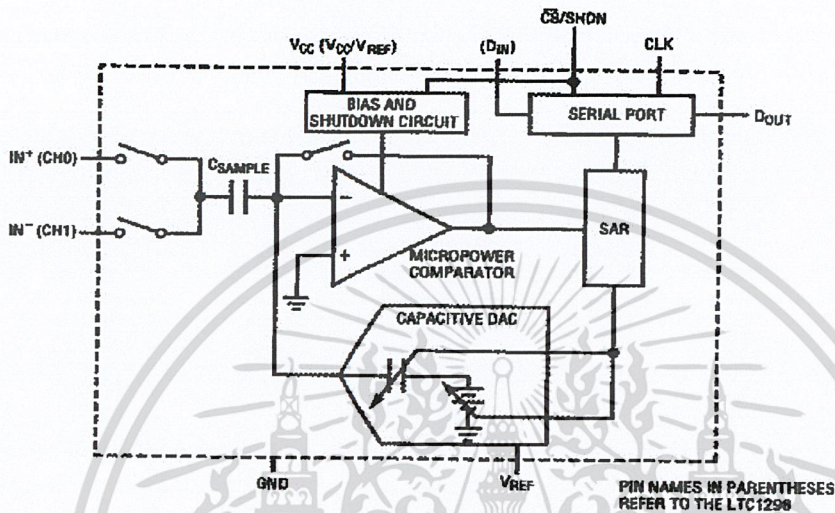 C̅S̅/SHDN
VCC (VCC/VREF)
(DIN)
CLK
BIAS AND
SHUTDOWN CIRCUIT
SERIAL PORT
DOUT
IN+ (CH0)
CSAMPLE
IN− (CH1)
−
+
MICROPOWER
COMPARATOR
SAR
CAPACITIVE DAC
GND
VREF
PIN NAMES IN PARENTHESES
REFER TO THE LTC1298